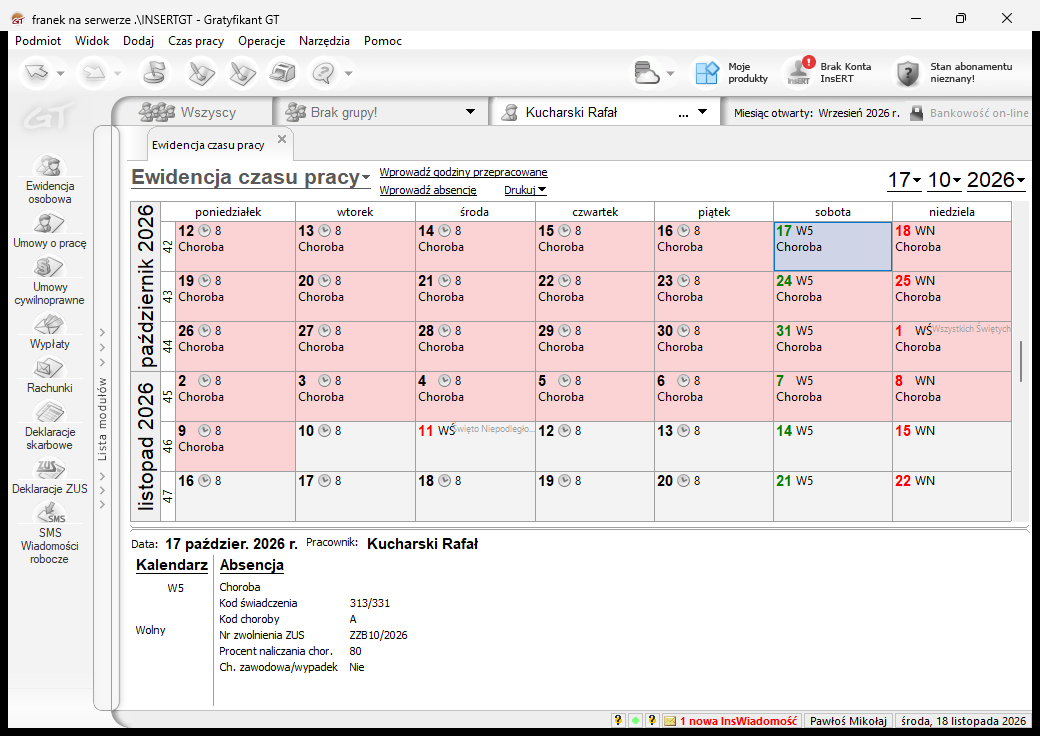 franek na serwerze .\INSERTGT - Gratyfikant GT
Podmiot Widok Dodaj Czas pracy Operacje Narzędzia Pomoc
Moje produkty
Brak Konta InsERT
Stan abonamentu nieznany!
Wszyscy
Brak grupy!
Kucharski Rafał ...
Miesiąc otwarty: Wrzesień 2026 r.
Bankowość on-line
GT
Ewidencja osobowa
Umowy o pracę
Umowy cywilnoprawne
Wypłaty
Rachunki
Deklaracje skarbowe
Deklaracje ZUS
SMS Wiadomości robocze
Lista modułów
Ewidencja czasu pracy
Ewidencja czasu pracy
Wprowadź godziny przepracowane
Wprowadź absencję Drukuj
17 10 2026
październik 2026
listopad 2026
poniedziałek wtorek środa czwartek piątek sobota niedziela
42
12 8 13 8 14 8 15 8 16 8 17 W5 18 WN
Choroba Choroba Choroba Choroba Choroba Choroba Choroba
43
19 8 20 8 21 8 22 8 23 8 24 W5 25 WN
Choroba Choroba Choroba Choroba Choroba Choroba Choroba
44
26 8 27 8 28 8 29 8 30 8 31 W5 1 WŚ Wszystkich Świętych
Choroba Choroba Choroba Choroba Choroba Choroba Choroba
45
2 8 3 8 4 8 5 8 6 8 7 W5 8 WN
Choroba Choroba Choroba Choroba Choroba Choroba Choroba
46
9 8 10 8 11 WŚ Święto Niepodległo... 12 8 13 8 14 W5 15 WN
Choroba
47
16 8 17 8 18 8 19 8 20 8 21 W5 22 WN
Data: 17 paździer. 2026 r. Pracownik: Kucharski Rafał
Kalendarz Absencja
W5
Wolny
Choroba
Kod świadczenia 313/331
Kod choroby A
Nr zwolnienia ZUS ZZB10/2026
Procent naliczania chor. 80
Ch. zawodowa/wypadek Nie
1 nowa InsWiadomość Pawłoś Mikołaj środa, 18 listopada 2026